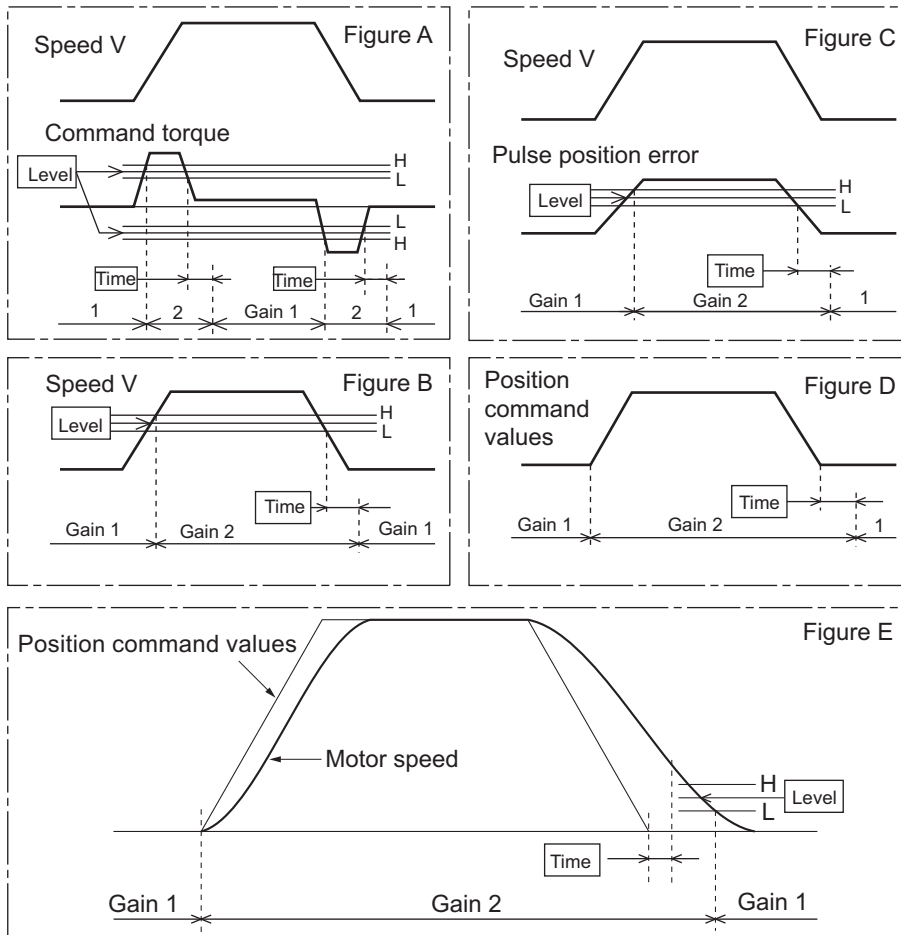 Figure A
Speed V
Command torque
Level
H
L
L
H
Time
Time
1
2
Gain 1
2
1
Figure C
Speed V
Pulse position error
Level
H
L
Time
Gain 1
Gain 2
1
Figure B
Speed V
Level
H
L
Time
Gain 1
Gain 2
Gain 1
Figure D
Position
command
values
Time
Gain 1
Gain 2
1
Figure E
Position command values
Motor speed
H
Level
L
Time
Gain 1
Gain 2
Gain 1